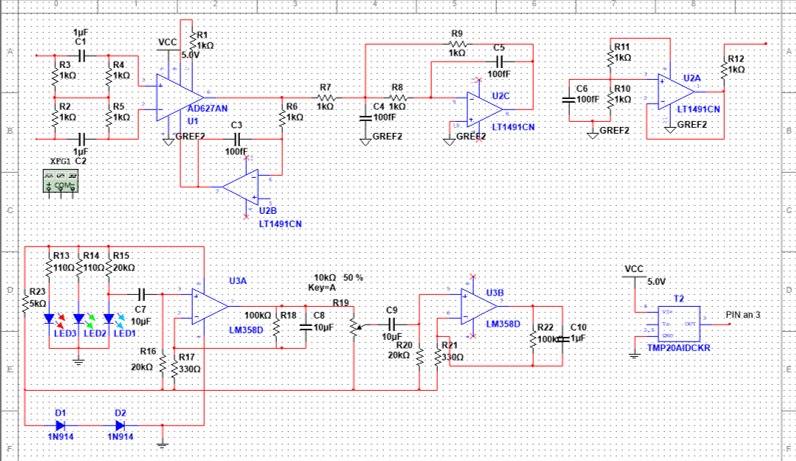 0 1 2 3 4 5 6 7 8
A
A
B
B
C
C
D
D
E
E
F
F
1µF
C1
R3
1kΩ
R4
1kΩ
R2
1kΩ
R5
1kΩ
1µF
C2
XFG1
COM
VCC
5.0V
R1
1kΩ
AD627AN
U1
GREF2
C3
100fF
R6
1kΩ
U2B
LT1491CN
R7
1kΩ
C4
100fF
GREF2
R8
1kΩ
R9
1kΩ
C5
100fF
U2C
LT1491CN
GREF2
R11
1kΩ
C6
100fF
R10
1kΩ
GREF2
U2A
LT1491CN
GREF2
R12
1kΩ
R13
110Ω
R14
110Ω
R15
20kΩ
R23
5kΩ
LED3
LED2
LED1
C7
10µF
R16
20kΩ
R17
330Ω
U3A
LM358D
100kΩ
R18
C8
10µF
10kΩ 50 %
Key=A
R19
C9
10µF
R20
20kΩ
R21
330Ω
U3B
LM358D
R22
C10
1µF
VCC
5.0V
T2
OUT
TMP20AIDCKR
PIN an 3
D1
1N914
D2
1N914